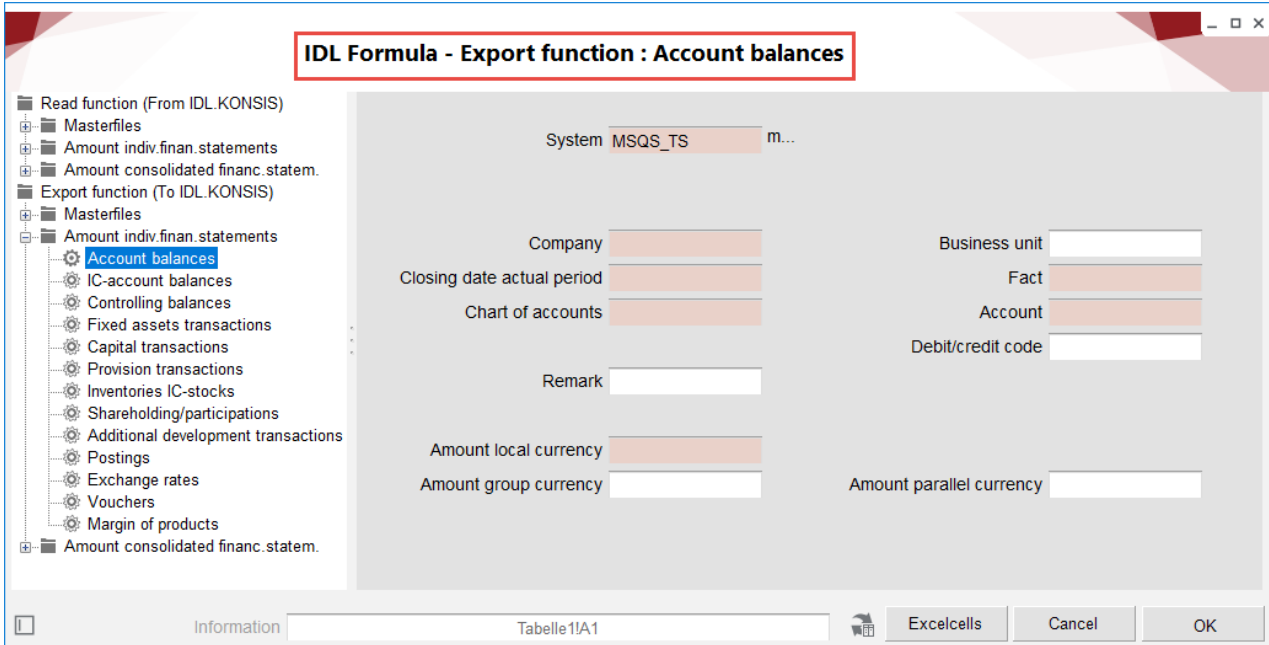 IDL Formula - Export function : Account balances
Read function (From IDL.KONSIS)
Masterfiles
Amount indiv.finan.statements
Amount consolidated financ.statem.
Export function (To IDL.KONSIS)
Masterfiles
Amount indiv.finan.statements
Account balances
IC-account balances
Controlling balances
Fixed assets transactions
Capital transactions
Provision transactions
Inventories IC-stocks
Shareholding/participations
Additional development transactions
Postings
Exchange rates
Vouchers
Margin of products
Amount consolidated financ.statem.
System MSQS_TS m...
Company Business unit
Closing date actual period Fact
Chart of accounts Account
Debit/credit code
Remark
Amount local currency
Amount group currency Amount parallel currency
Information Tabelle1!A1 Excelcells Cancel OK